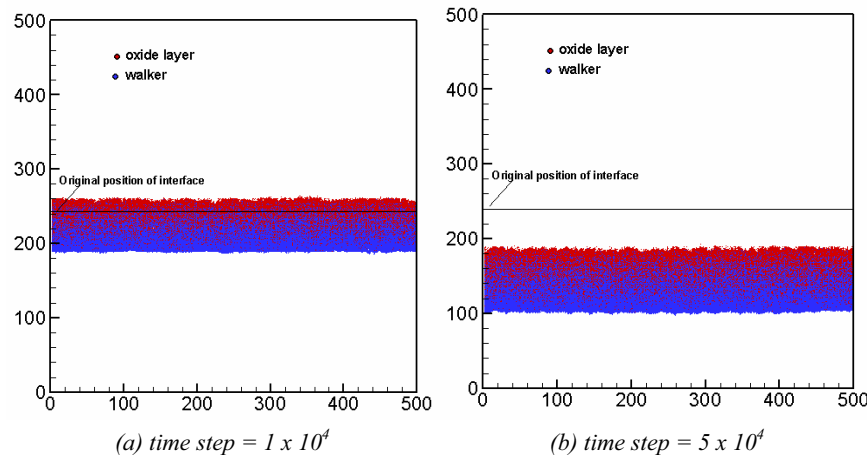 500
400
300
200
100
0
0 100 200 300 400 500
oxide layer
walker
Original position of interface
(a) time step = 1 x 10⁴
500
400
300
200
100
0
0 100 200 300 400 500
oxide layer
walker
Original position of interface
(b) time step = 5 x 10⁴